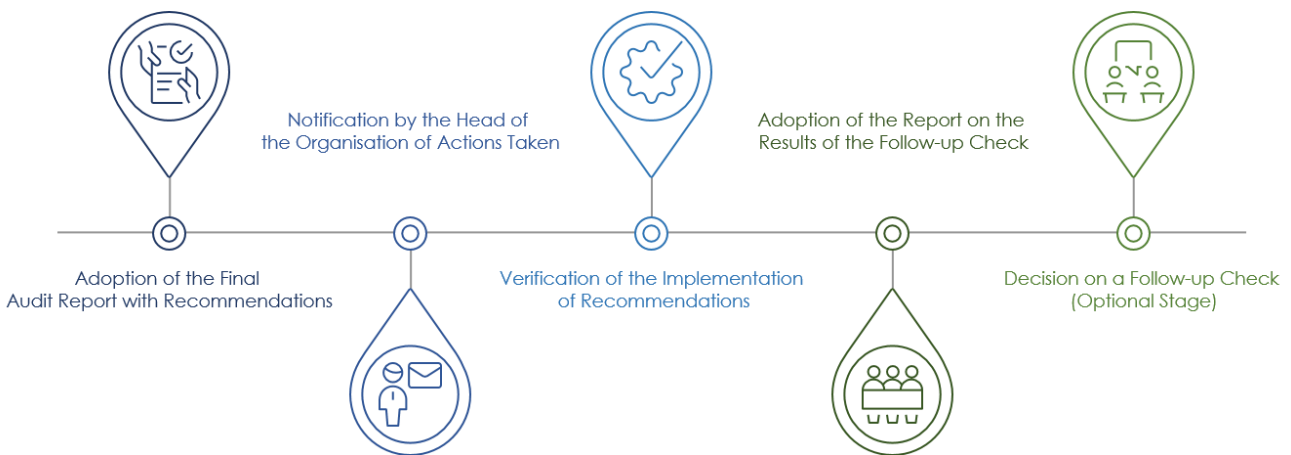 Notification by the Head of
the Organisation of Actions Taken
Adoption of the Report on the
Results of the Follow-up Check
Adoption of the Final
Audit Report with Recommendations
Verification of the Implementation
of Recommendations
Decision on a Follow-up Check
(Optional Stage)